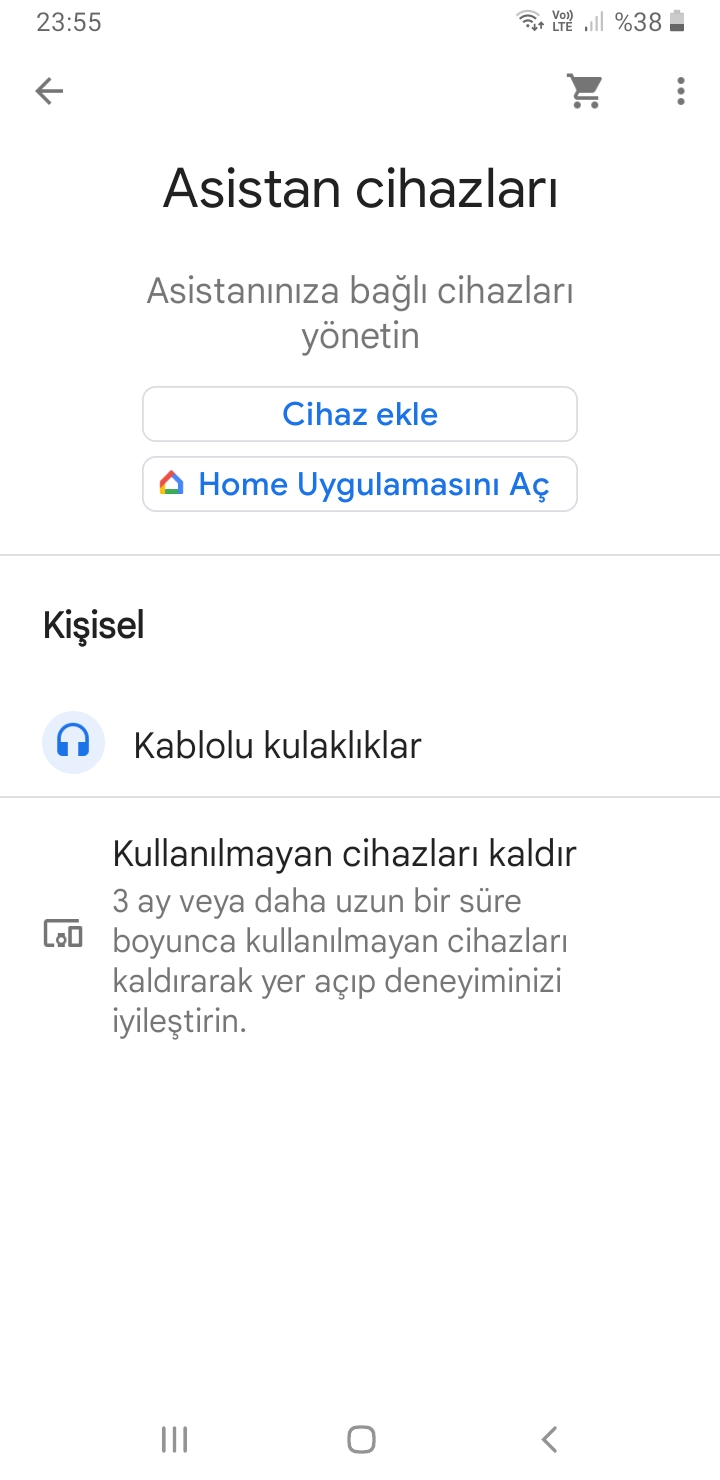 23:55
Vo)) LTE %38
Asistan cihazları
Asistanınıza bağlı cihazları
yönetin
Cihaz ekle
Home Uygulamasını Aç
Kişisel
Kablolu kulaklıklar
Kullanılmayan cihazları kaldır
3 ay veya daha uzun bir süre
boyunca kullanılmayan cihazları
kaldırarak yer açıp deneyiminizi
iyileştirin.